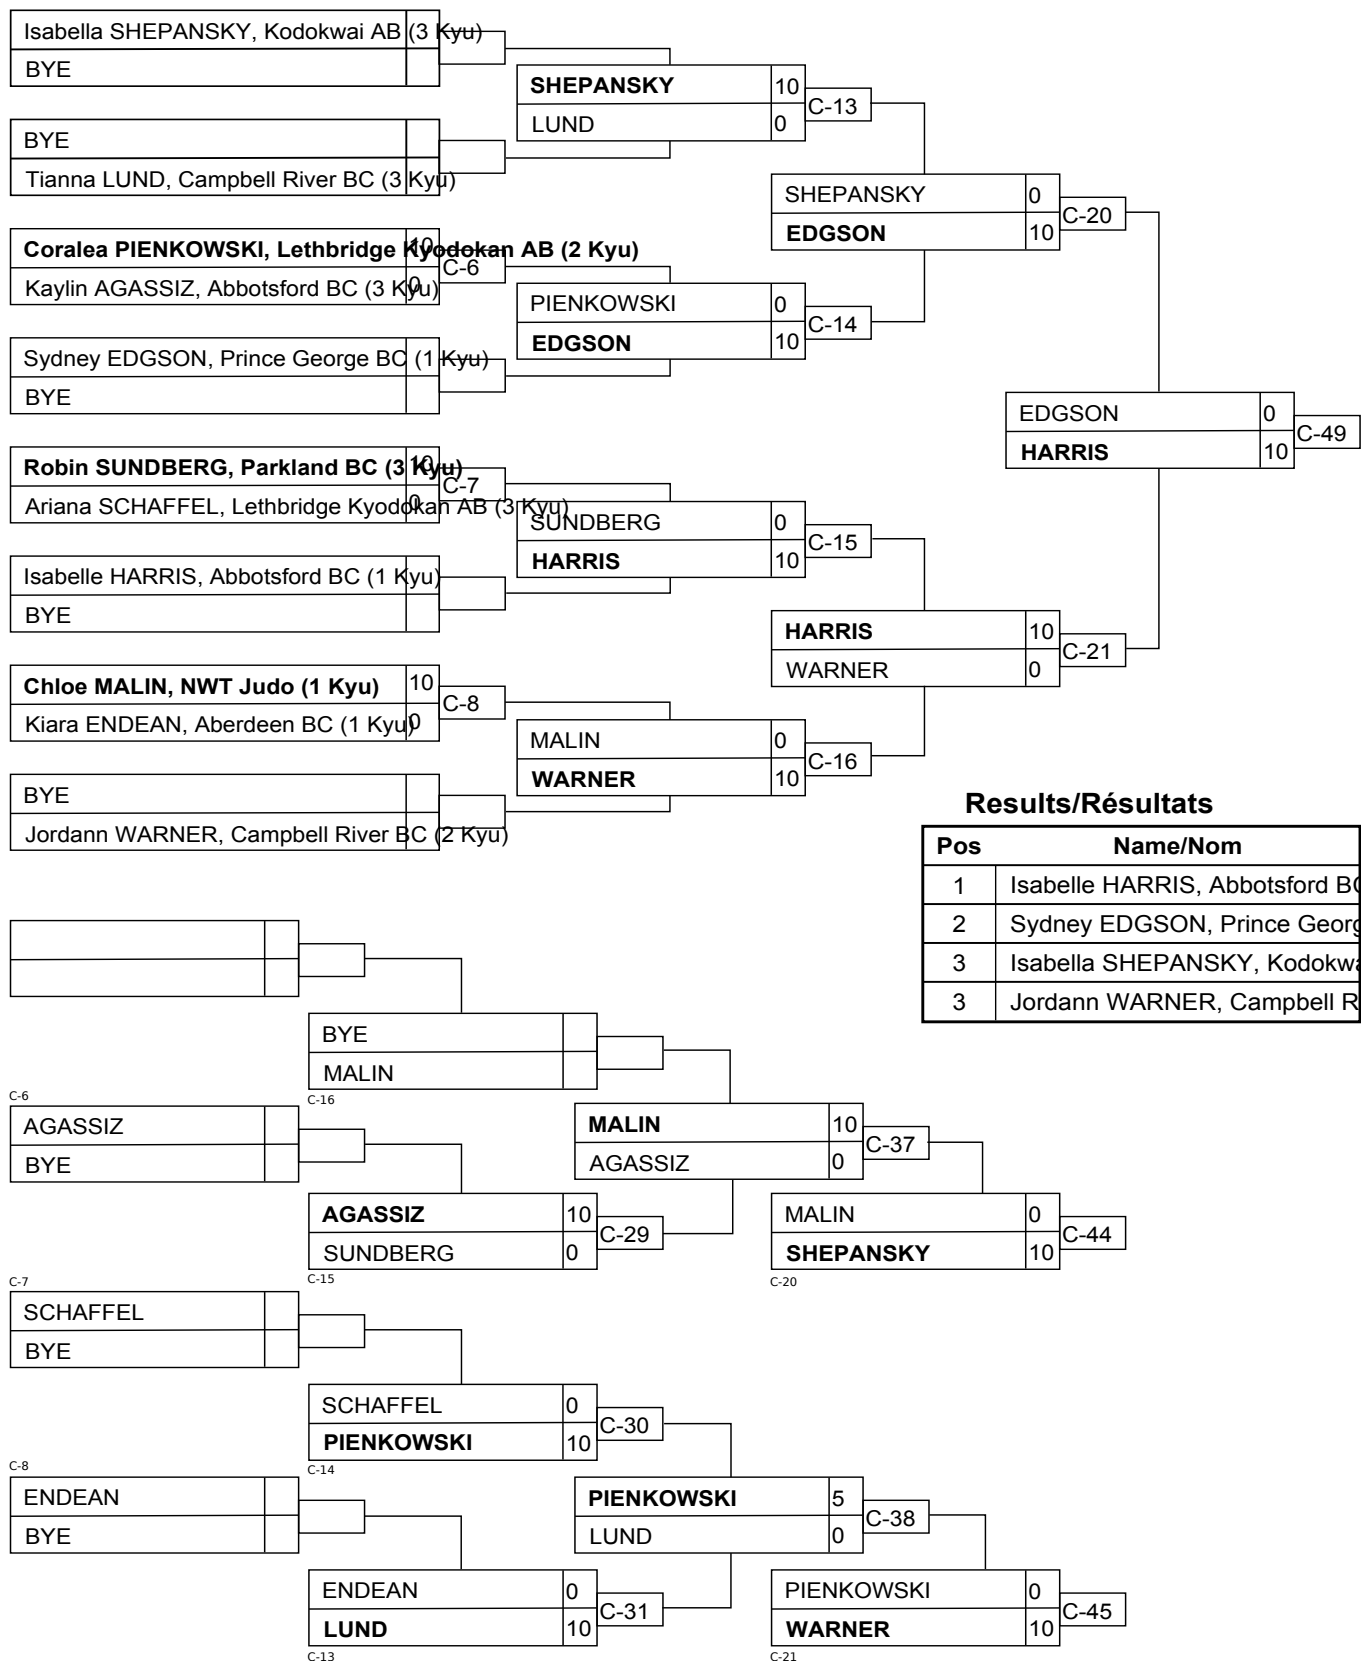 Isabella SHEPANSKY, Kodokwai AB (3 Kyu)
BYE
BYE
Tianna LUND, Campbell River BC (3 Kyu)
Coralea PIENKOWSKI, Lethbridge Kyodokan AB (2 Kyu) 10
Kaylin AGASSIZ, Abbotsford BC (3 Kyu) 0
C-6
Sydney EDGSON, Prince George BC (1 Kyu)
BYE
Robin SUNDBERG, Parkland BC (3 Kyu) 10
Ariana SCHAFFEL, Lethbridge Kyodokan AB (3 Kyu) 0
C-7
Isabelle HARRIS, Abbotsford BC (1 Kyu)
BYE
Chloe MALIN, NWT Judo (1 Kyu) 10
Kiara ENDEAN, Aberdeen BC (1 Kyu) 0
C-8
BYE
Jordann WARNER, Campbell River BC (2 Kyu)
SHEPANSKY 10
LUND 0
C-13
PIENKOWSKI 0
EDGSON 10
C-14
SUNDBERG 0
HARRIS 10
C-15
MALIN 0
WARNER 10
C-16
SHEPANSKY 0
EDGSON 10
C-20
HARRIS 10
WARNER 0
C-21
EDGSON 0
HARRIS 10
C-49
Results/Résultats
Pos Name/Nom
1 Isabelle HARRIS, Abbotsford BC
2 Sydney EDGSON, Prince Georg
3 Isabella SHEPANSKY, Kodokwa
3 Jordann WARNER, Campbell R
BYE
MALIN
C-16
C-6
AGASSIZ
BYE
AGASSIZ 10
SUNDBERG 0
C-29
C-15
MALIN 10
AGASSIZ 0
C-37
MALIN 0
SHEPANSKY 10
C-44
C-20
C-7
SCHAFFEL
BYE
SCHAFFEL 0
PIENKOWSKI 10
C-30
C-14
C-8
ENDEAN
BYE
ENDEAN 0
LUND 10
C-31
C-13
PIENKOWSKI 5
LUND 0
C-38
PIENKOWSKI 0
WARNER 10
C-45
C-21